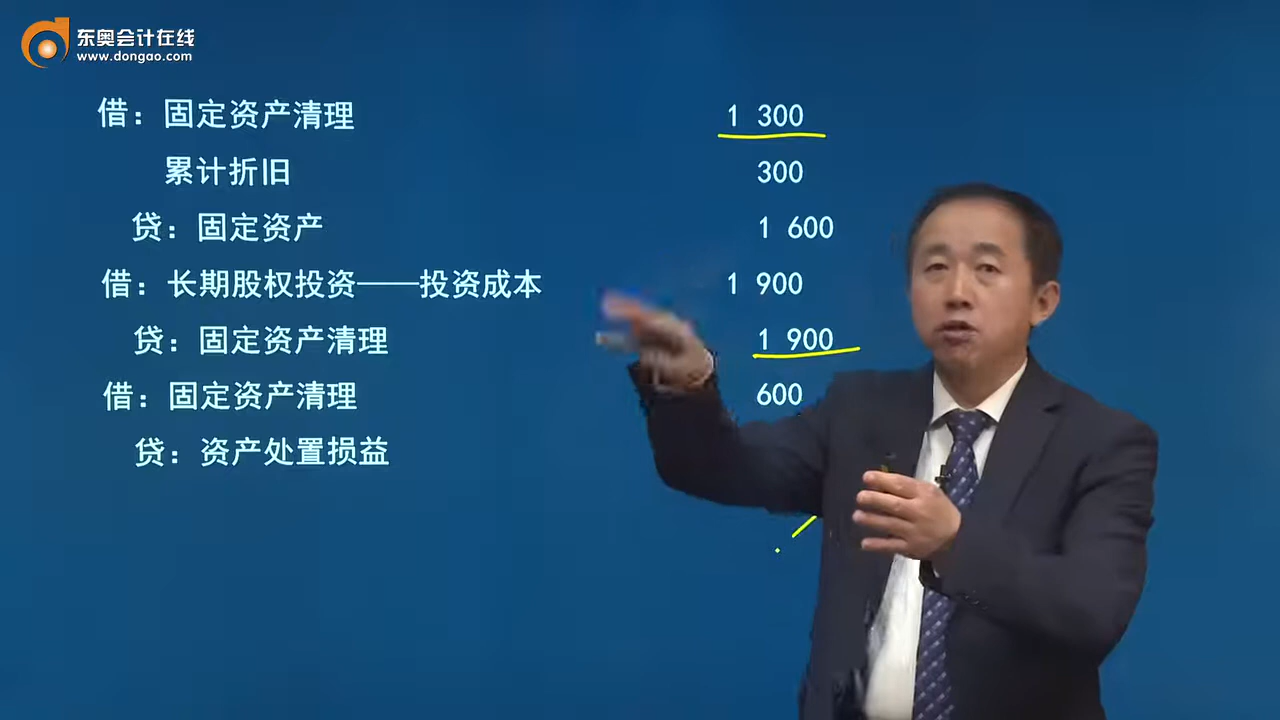 东奥会计在线
www.dongao.com
借：固定资产清理 1 300
累计折旧 300
贷：固定资产 1 600
借：长期股权投资——投资成本 1 900
贷：固定资产清理 1 900
借：固定资产清理 600
贷：资产处置损益